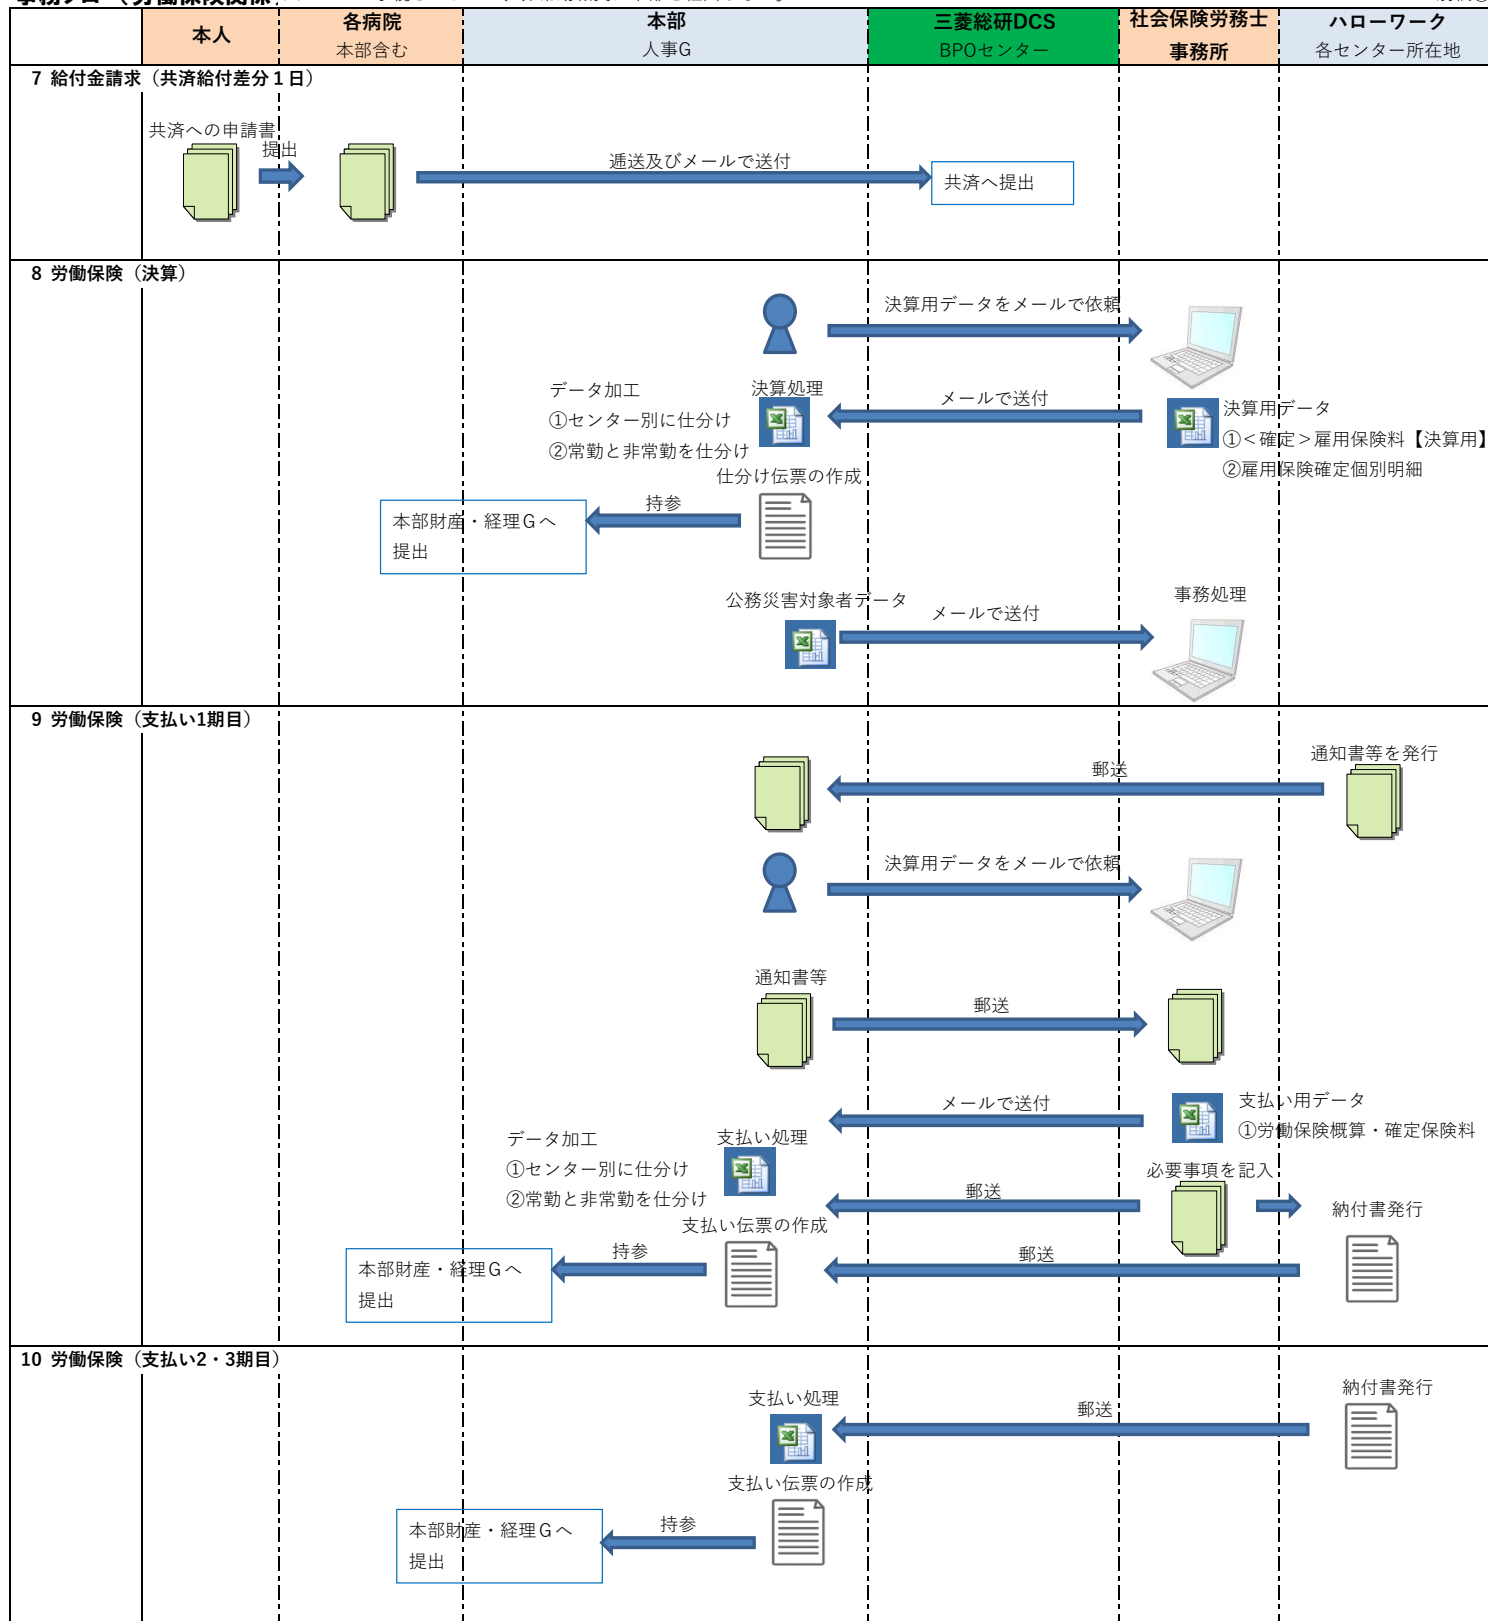 事務フロー（労働保険関係）
本人
各病院
本部含む
本部
人事G
三菱総研DCS
BPOセンター
社会保険労務士
事務所
ハローワーク
各センター所在地
7 給付金請求（共済給付差分１日）
共済への申請書
提出
逓送及びメールで送付
共済へ提出
8 労働保険（決算）
決算用データをメールで依頼
データ加工
①センター別に仕分け
②常勤と非常勤を仕分け
決算処理
メールで送付
決算用データ
①＜確定＞雇用保険料【決算用】
②雇用保険確定個別明細
仕分け伝票の作成
持参
本部財産・経理Ｇへ
提出
公務災害対象者データ
メールで送付
事務処理
9 労働保険（支払い1期目）
通知書等を発行
郵送
決算用データをメールで依頼
通知書等
郵送
メールで送付
支払い用データ
①労働保険概算・確定保険料
データ加工
①センター別に仕分け
②常勤と非常勤を仕分け
支払い処理
必要事項を記入
郵送
納付書発行
支払い伝票の作成
持参
郵送
本部財産・経理Ｇへ
提出
10 労働保険（支払い2・3期目）
納付書発行
支払い処理
郵送
支払い伝票の作成
持参
本部財産・経理Ｇへ
提出